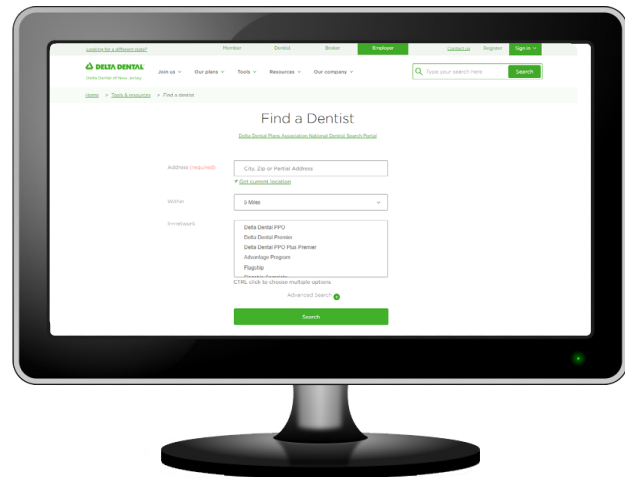 Looking for a different state?
Member Dentist Broker Employer
Contact us Register Sign in
DELTA DENTAL
Delta Dental of New Jersey
Join us Our plans Tools Resources Our company
Type your search here Search
Home > Tools & resources > Find a dentist
Find a Dentist
Delta Dental Plans Association National Dentist Search Portal
Address (required) City, Zip or Partial Address
Get current location
Within 5 Miles
In-network
Delta Dental PPO
Delta Dental Premier
Delta Dental PPO Plus Premier
Advantage Program
Flagship
CTRL click to choose multiple options
Advanced Search
Search